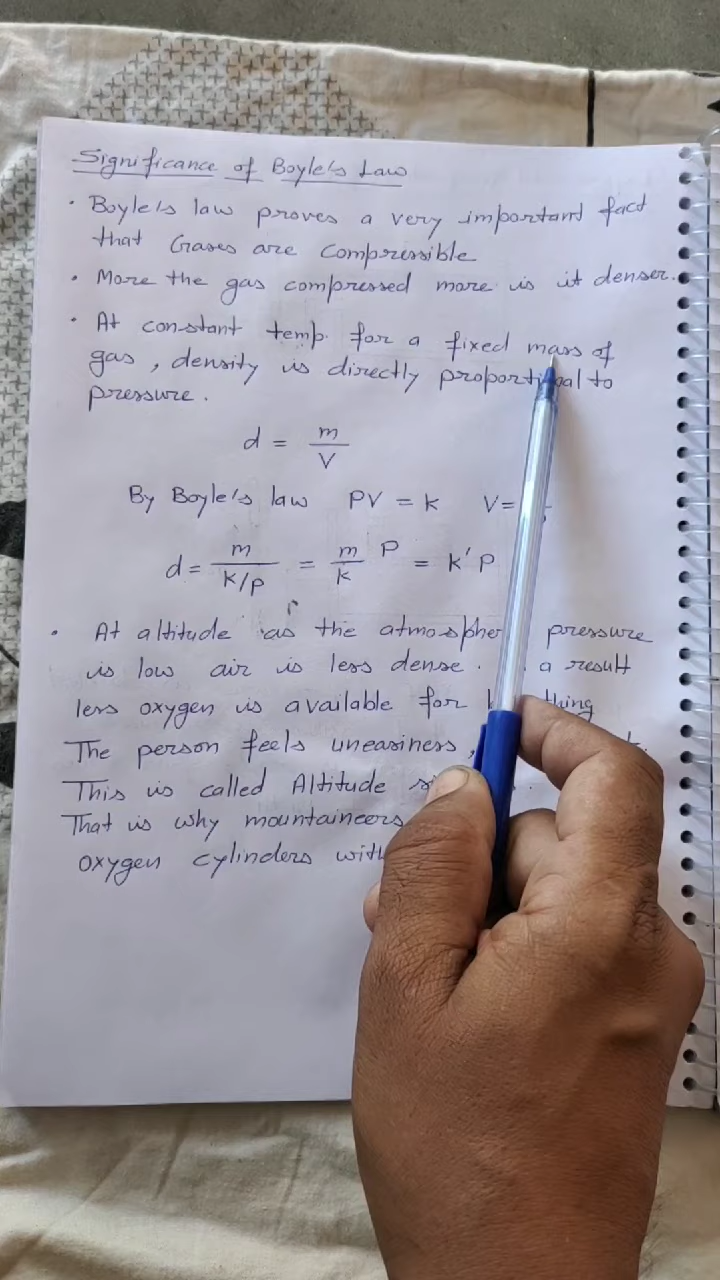 Significance of Boyle's Law
• Boyle's law proves a very important fact
that Gases are compressible
• More the gas compressed more is it denser.
• At constant temp. for a fixed mass of
gas, density is directly proportional to
pressure.
d = m/V
By Boyle's law PV = k V=
d = m/(k/p) = m/k P = k' P
• At altitude as the atmospher pressure
is low air is less dense. a result
less oxygen is available for
The person feels uneasiness,
This is called Altitude
That is why mountaineers
oxygen cylinders with